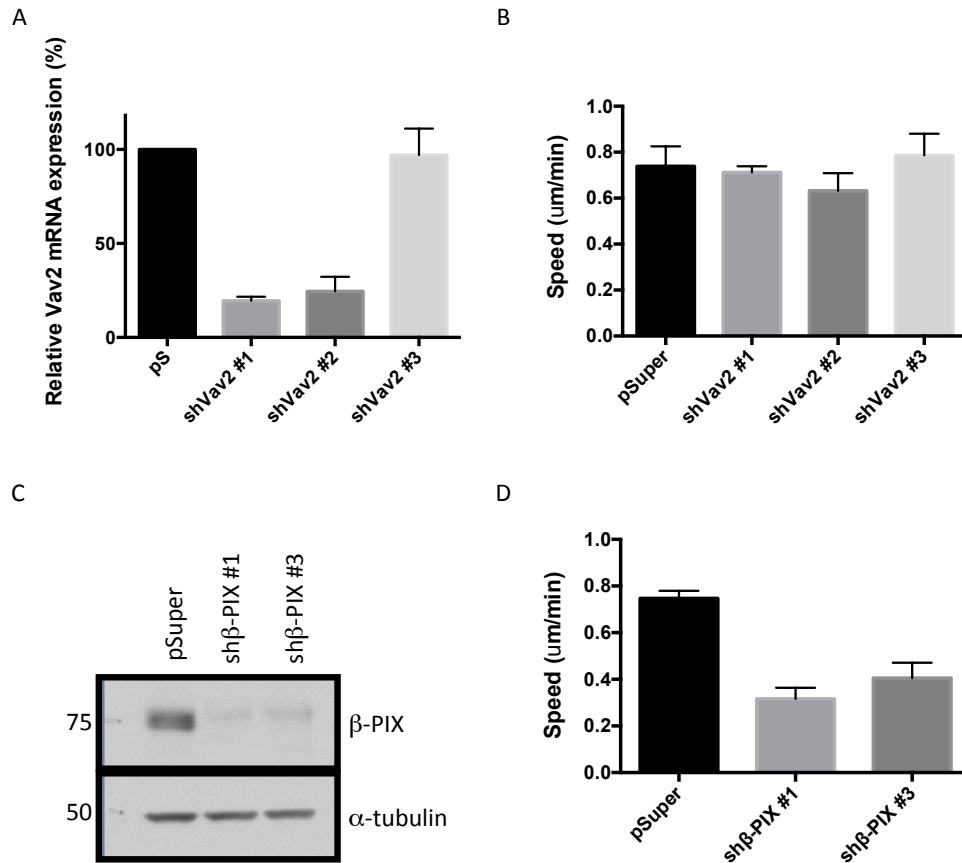 A
Relative Vav2 mRNA expression (%)
100
50
0
pS
shVav2 #1
shVav2 #2
shVav2 #3
B
Speed (um/min)
1.0
0.8
0.6
0.4
0.2
0.0
pSuper
shVav2 #1
shVav2 #2
shVav2 #3
C
pSuper
shβ-PIX #1
shβ-PIX #3
75
β-PIX
50
α-tubulin
D
Speed (um/min)
1.0
0.8
0.6
0.4
0.2
0.0
pSuper
shβ-PIX #1
shβ-PIX #3